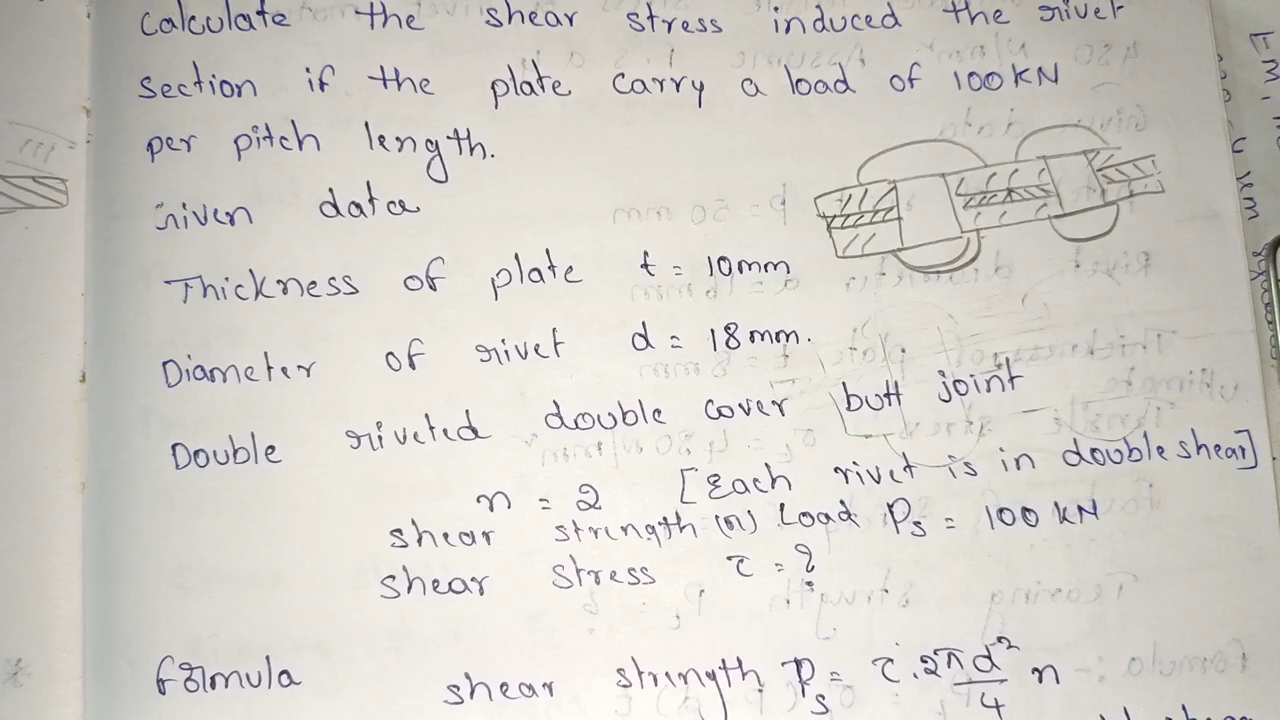 Calculate the shear stress induced the rivet
section if the plate carry a load of 100 KN
per pitch length.
Given data
Thickness of plate t = 10mm
Diameter of rivet d = 18mm.
Double riveted double cover butt joint
n = 2 [Each rivet is in double shear]
shear strength (or) Load Ps = 100 KN
shear stress τ = ?
Formula shear strength Ps = τ . 2πd²/4 n